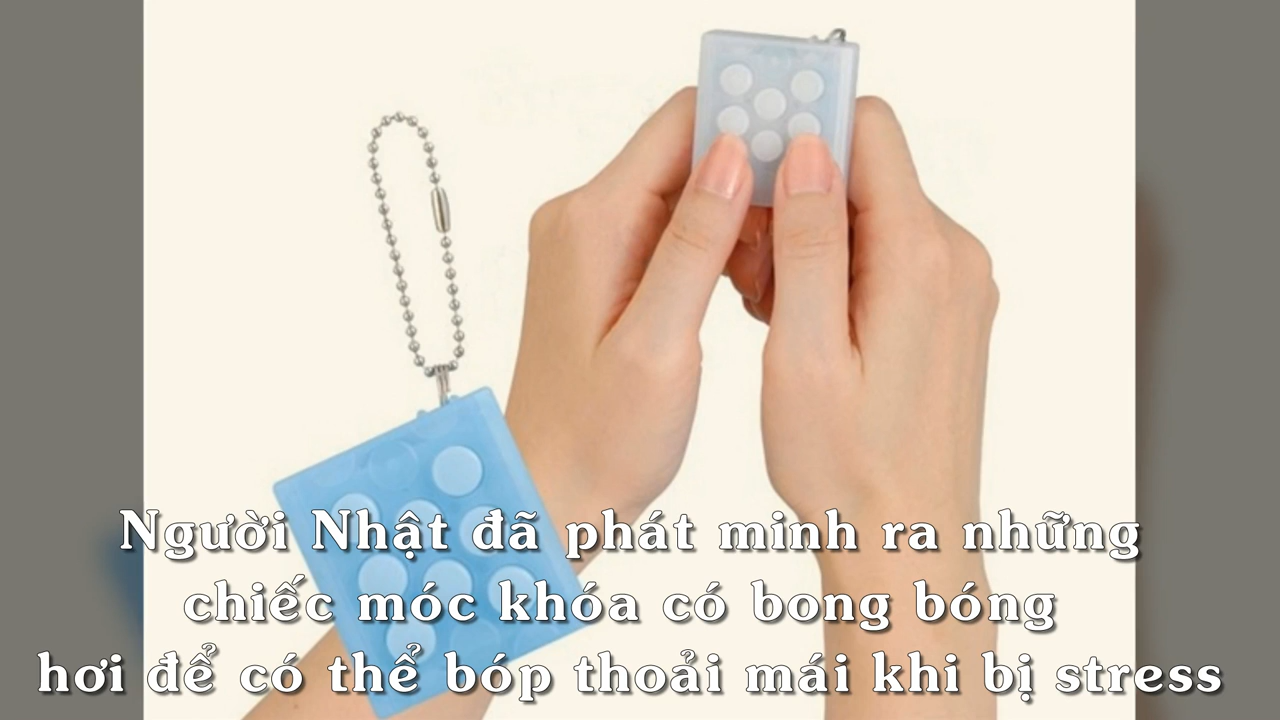 Người Nhật đã phát minh ra những
chiếc móc khóa có bong bóng
hơi để có thể bóp thoải mái khi bị stress